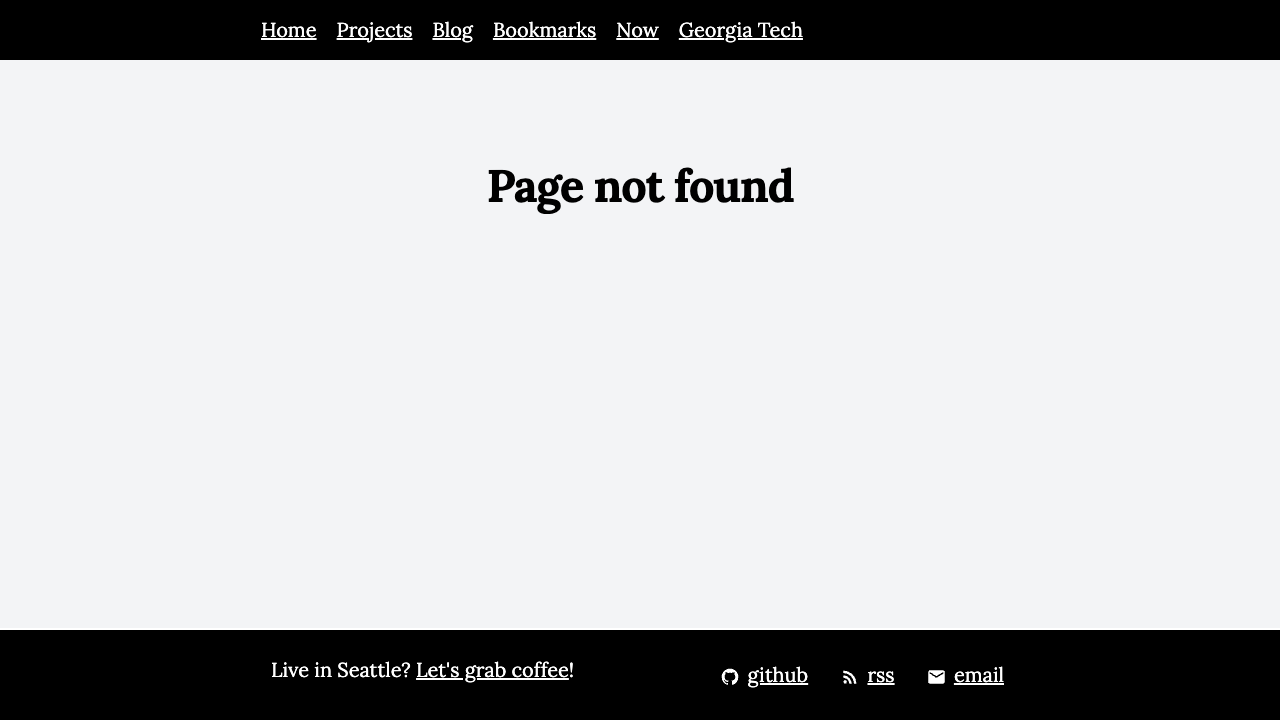 Home Projects Blog Bookmarks Now Georgia Tech
Page not found
Live in Seattle? Let's grab coffee!
github rss email